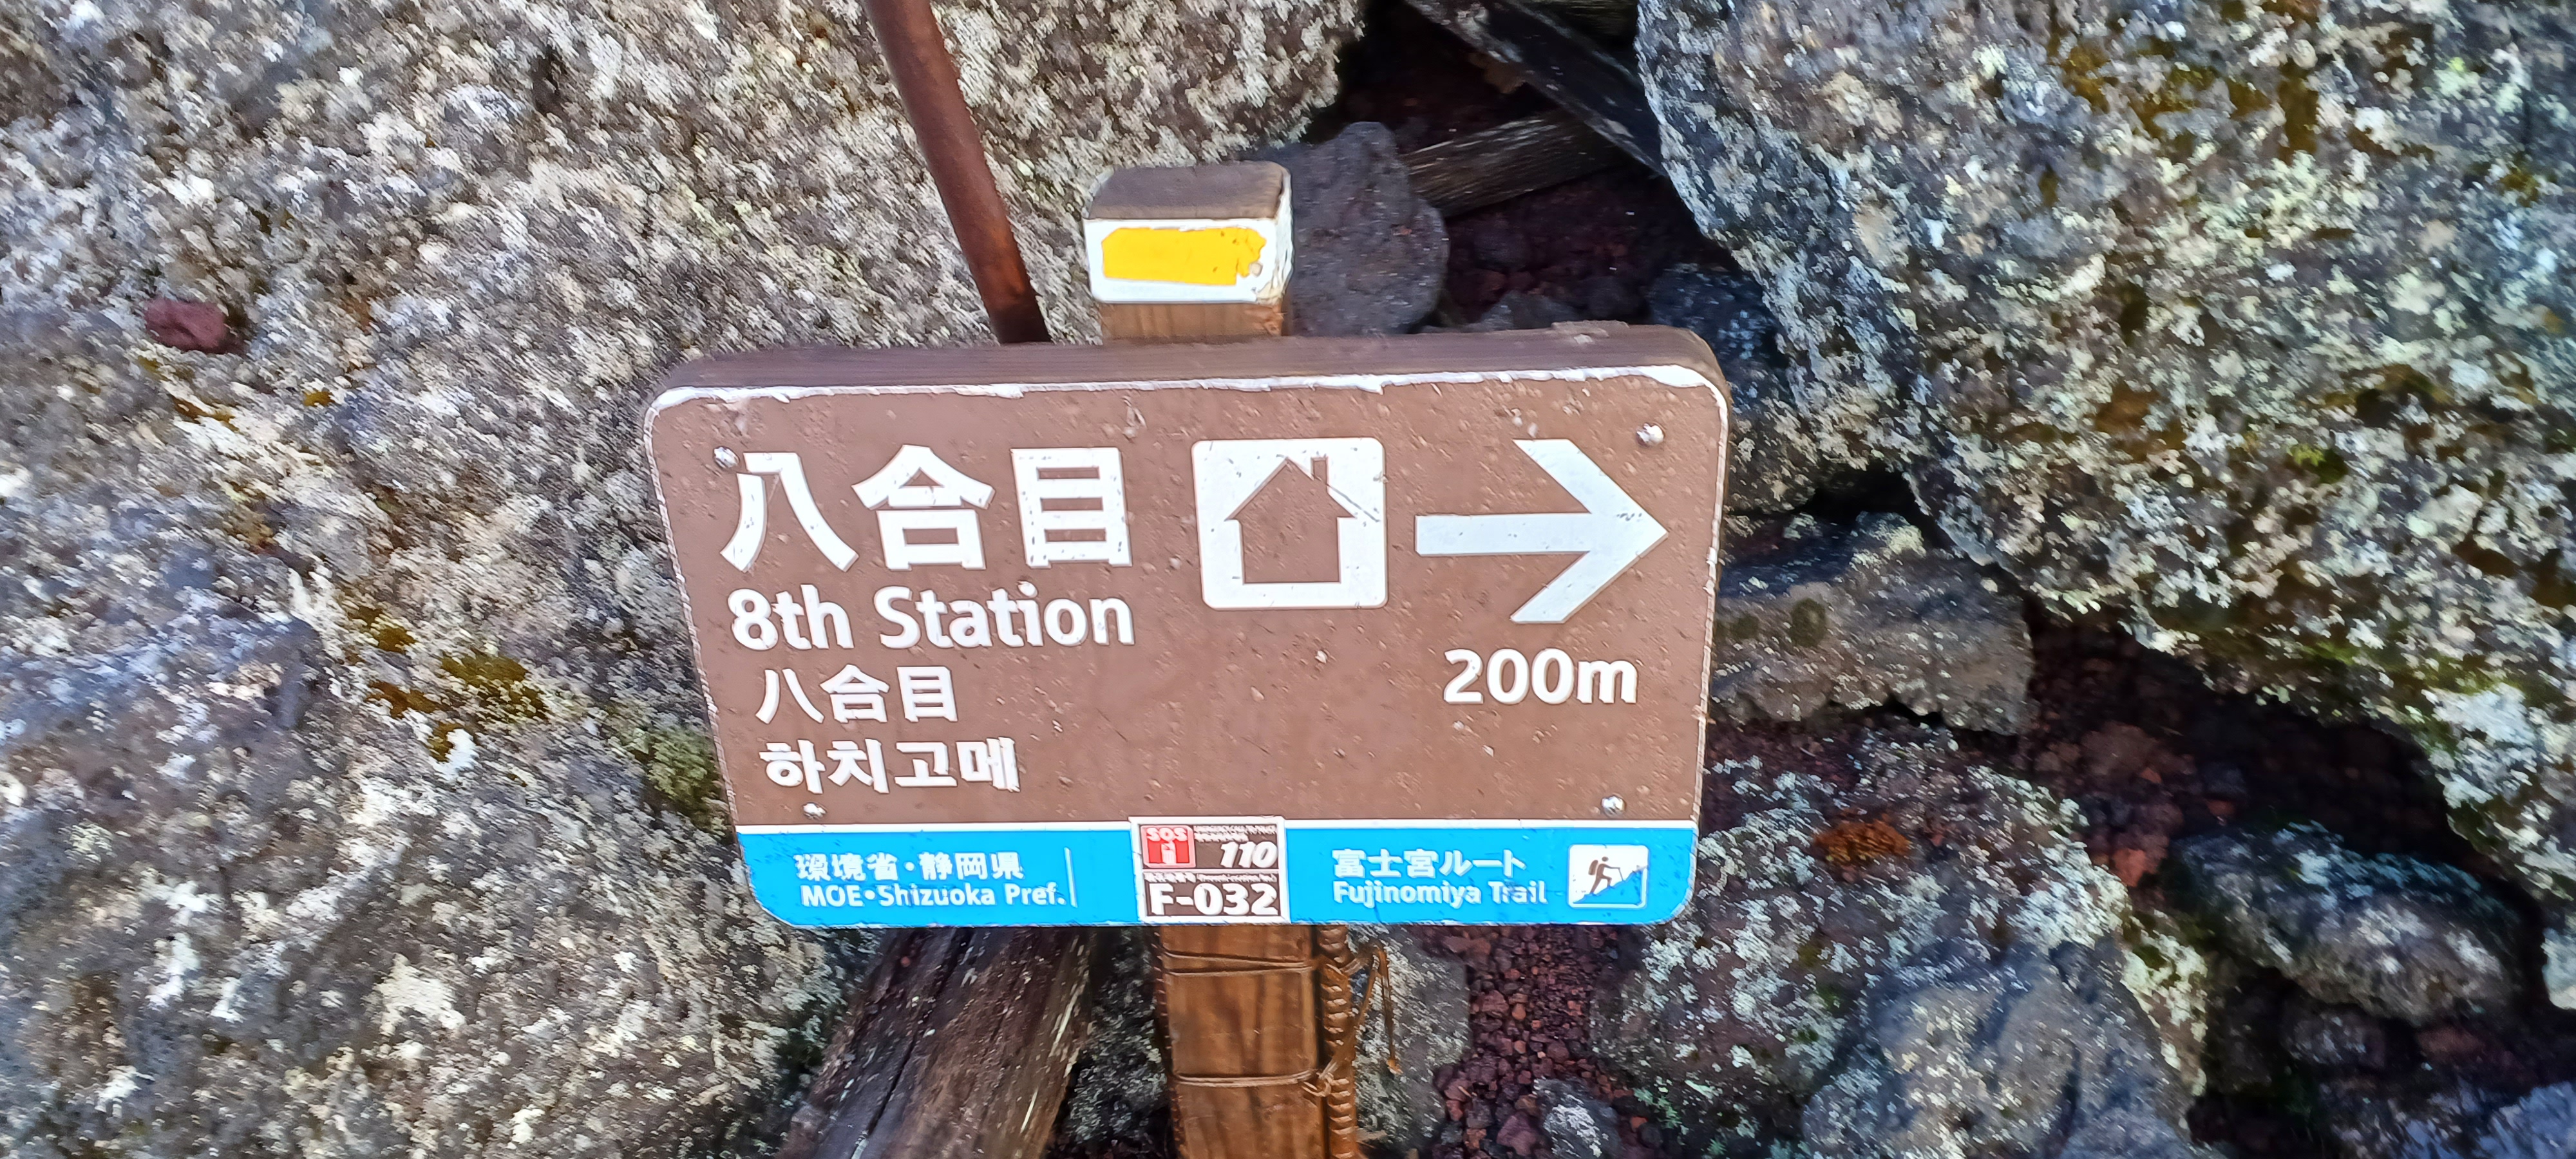 八合目
8th Station
八合目
하치고메
200m
環境省・静岡県
MOE・Shizuoka Pref.
SOS
110
F-032
富士宮ルート
Fujinomiya Trail